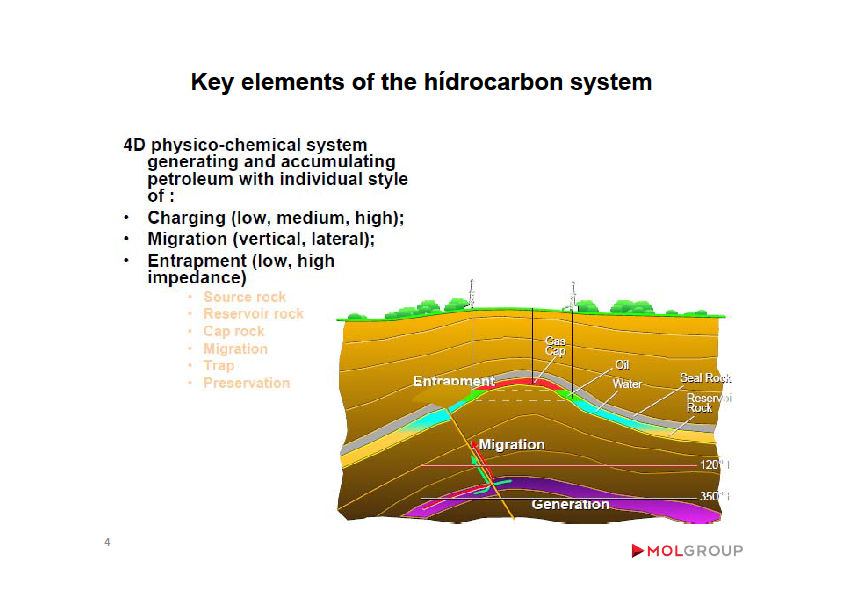 Key elements of the hídrocarbon system
4D physico-chemical system
generating and accumulating
petroleum with individual style
of :
• Charging (low, medium, high);
• Migration (vertical, lateral);
• Entrapment (low, high
impedance)
• Source rock
• Reservoir rock
• Cap rock
• Migration
• Trap
• Preservation
Gas
Cap
Oil
Entrapment
Water
Seal Rock
Reservoi
Rock
Migration
120°
350°
Generation
4
MOLGROUP